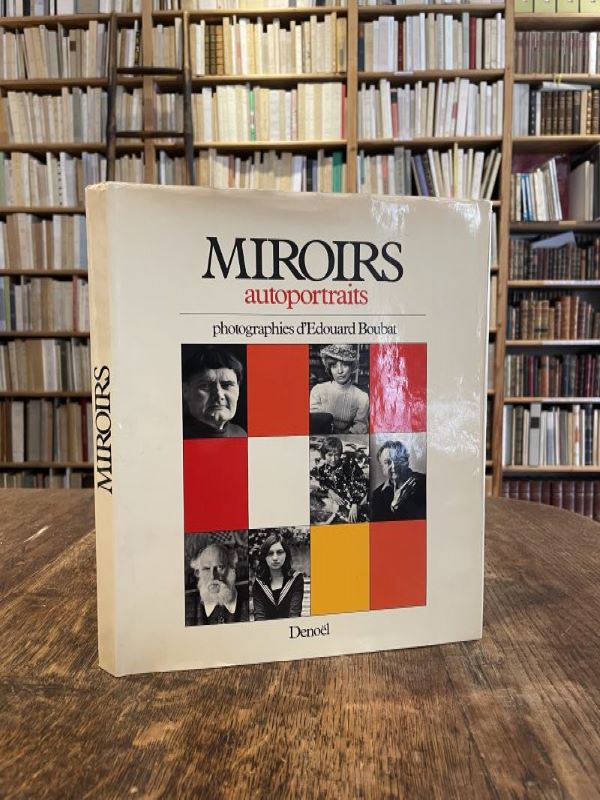 MIROIRS
autoportraits
photographies d'Edouard Boubat
Denoël
MIROIRS